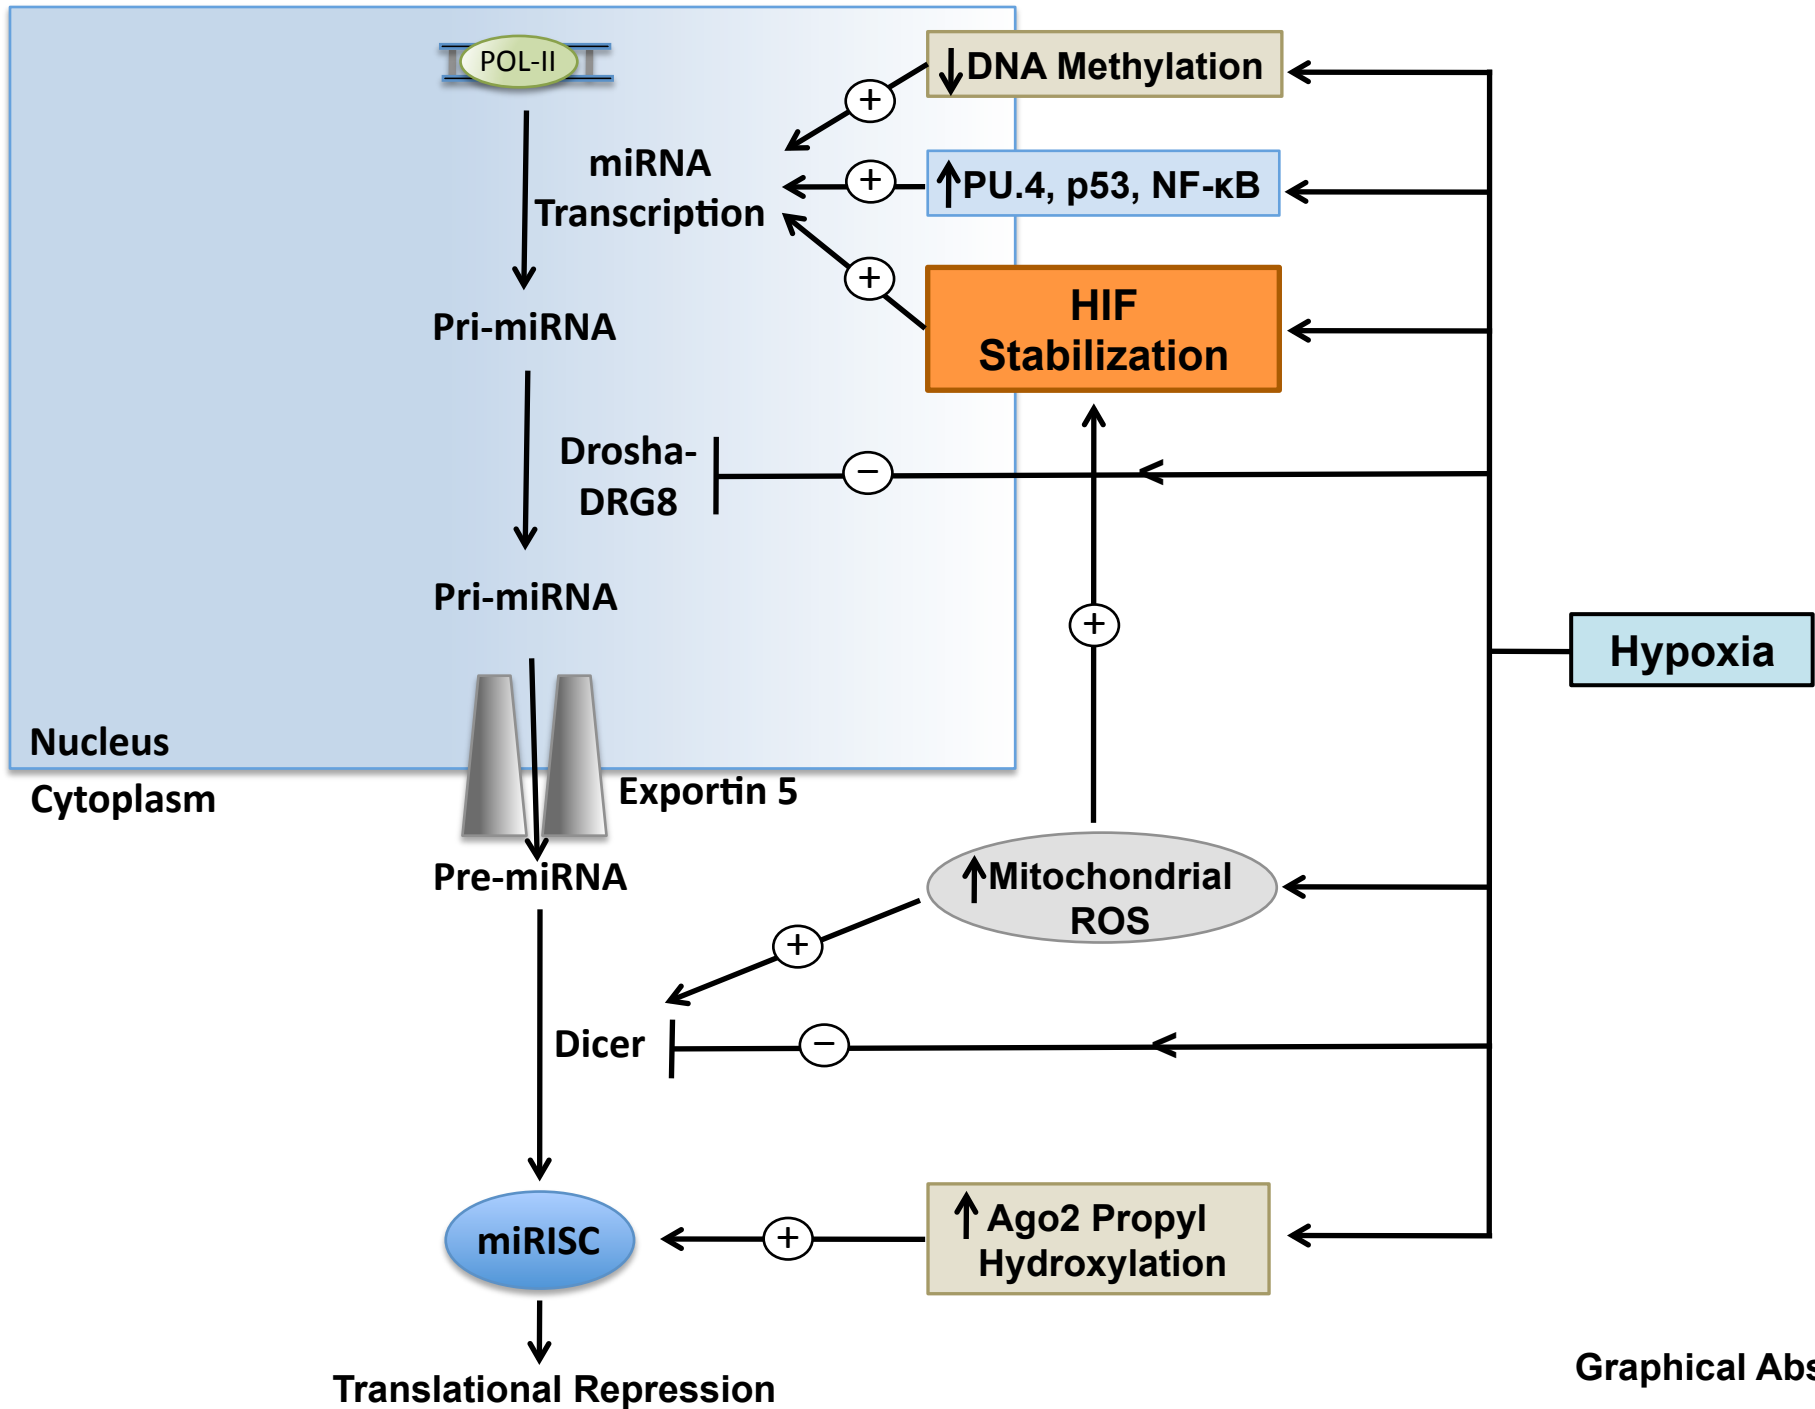 POL-II
↓DNA Methylation
+
miRNA
Transcription
+
↑PU.4, p53, NF-κB
+
HIF
Stabilization
Pri-miRNA
Drosha-
DRG8
−
Pri-miRNA
+
Hypoxia
Nucleus
Cytoplasm
Exportin 5
Pre-miRNA
↑Mitochondrial
ROS
+
Dicer
−
miRISC
+
↑Ago2 Propyl
Hydroxylation
Translational Repression
Graphical Abs